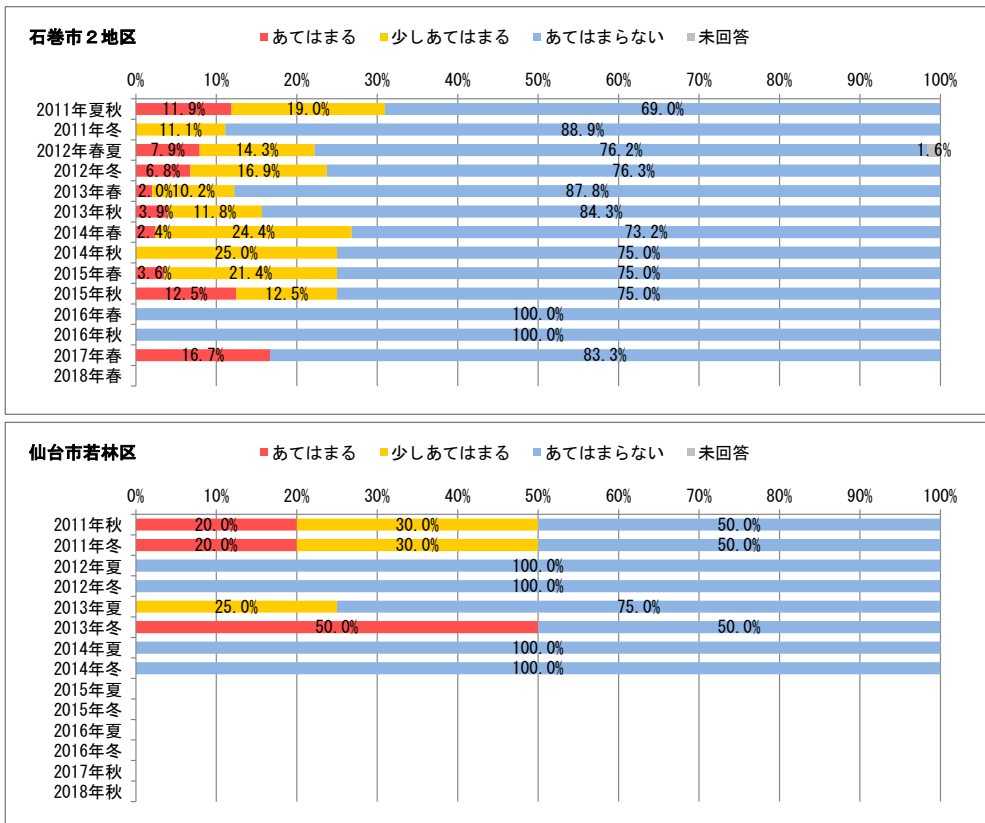 石巻市２地区
あてはまる 少しあてはまる あてはまらない 未回答
0% 10% 20% 30% 40% 50% 60% 70% 80% 90% 100%
2011年夏秋 11.9% 19.0% 69.0%
2011年冬 11.1% 88.9%
2012年春夏 7.9% 14.3% 76.2% 1.6%
2012年冬 6.8% 16.9% 76.3%
2013年春 2.0% 10.2% 87.8%
2013年秋 3.9% 11.8% 84.3%
2014年春 2.4% 24.4% 73.2%
2014年秋 25.0% 75.0%
2015年春 3.6% 21.4% 75.0%
2015年秋 12.5% 12.5% 75.0%
2016年春 100.0%
2016年秋 100.0%
2017年春 16.7% 83.3%
2018年春
仙台市若林区
あてはまる 少しあてはまる あてはまらない 未回答
0% 10% 20% 30% 40% 50% 60% 70% 80% 90% 100%
2011年秋 20.0% 30.0% 50.0%
2011年冬 20.0% 30.0% 50.0%
2012年夏 100.0%
2012年冬 100.0%
2013年夏 25.0% 75.0%
2013年冬 50.0% 50.0%
2014年夏 100.0%
2014年冬 100.0%
2015年夏
2015年冬
2016年夏
2016年冬
2017年秋
2018年秋